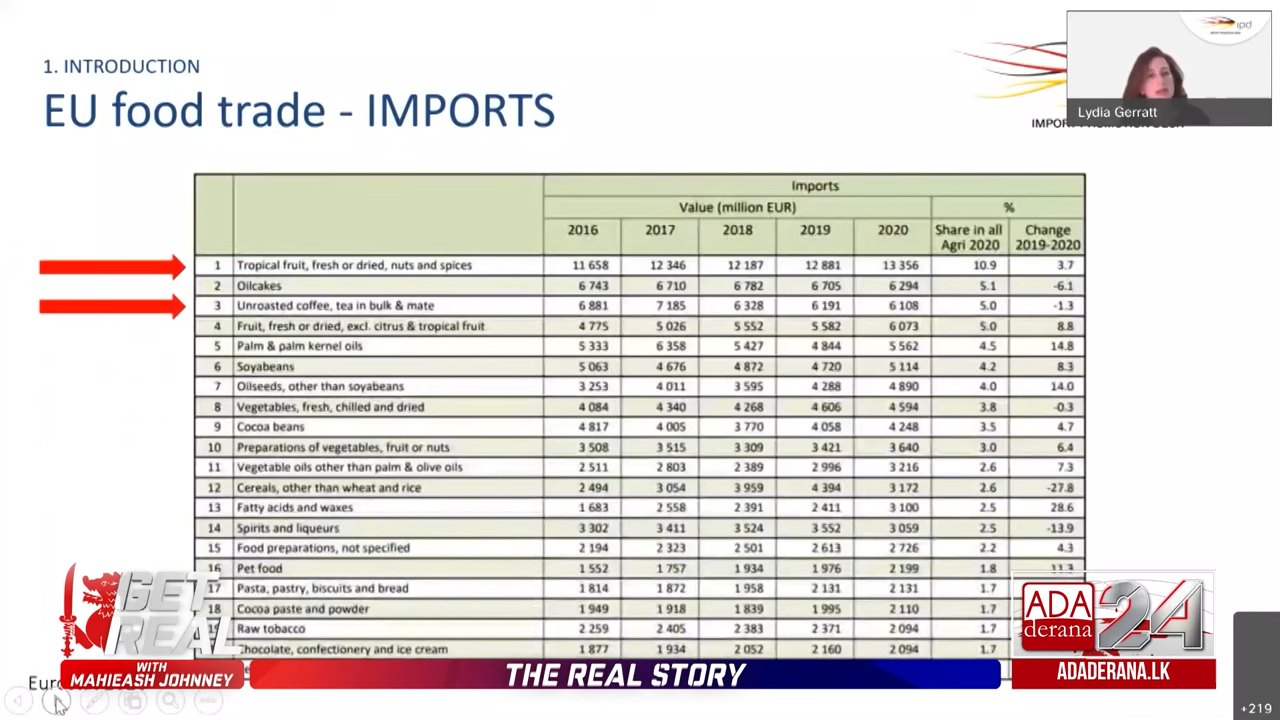 1. INTRODUCTION
EU food trade - IMPORTS
ipd
Lydia Gerratt
Imports
Value (million EUR) %
2016 2017 2018 2019 2020 Share in all Agri 2020 Change 2019-2020
1 Tropical fruit, fresh or dried, nuts and spices 11 658 12 346 12 187 12 881 13 356 10.9 3.7
2 Oilcakes 6 743 6 710 6 782 6 705 6 294 5.1 -6.1
3 Unroasted coffee, tea in bulk & mate 6 881 7 185 6 328 6 191 6 108 5.0 -1.3
4 Fruit, fresh or dried, excl. citrus & tropical fruit 4 775 5 026 5 552 5 582 6 073 5.0 8.8
5 Palm & palm kernel oils 5 333 6 358 5 427 4 844 5 562 4.5 14.8
6 Soyabeans 5 063 4 676 4 872 4 720 5 114 4.2 8.3
7 Oilseeds, other than soyabeans 3 253 4 011 3 595 4 288 4 890 4.0 14.0
8 Vegetables, fresh, chilled and dried 4 084 4 340 4 268 4 606 4 594 3.8 -0.3
9 Cocoa beans 4 817 4 005 3 770 4 058 4 248 3.5 4.7
10 Preparations of vegetables, fruit or nuts 3 508 3 515 3 309 3 421 3 640 3.0 6.4
11 Vegetable oils other than palm & olive oils 2 511 2 803 2 389 2 996 3 216 2.6 7.3
12 Cereals, other than wheat and rice 2 494 3 054 3 959 4 394 3 172 2.6 -27.8
13 Fatty acids and waxes 1 683 2 558 2 391 2 411 3 100 2.5 28.6
14 Spirits and liqueurs 3 302 3 411 3 524 3 552 3 059 2.5 -13.9
15 Food preparations, not specified 2 194 2 323 2 501 2 613 2 726 2.2 4.3
16 Pet food 1 552 1 757 1 934 1 976 2 199 1.8 11.3
17 Pasta, pastry, biscuits and bread 1 814 1 872 1 958 2 131 2 131 1.7
18 Cocoa paste and powder 1 949 1 918 1 839 1 995 2 110 1.7
Raw tobacco 2 259 2 405 2 383 2 371 2 094 1.7
Chocolate, confectionery and ice cream 1 877 1 934 2 052 2 160 2 094 1.7
GET REAL
WITH
MAHIEASH JOHNNEY
THE REAL STORY
ADA
derana
24
ADADERANA.LK
+219